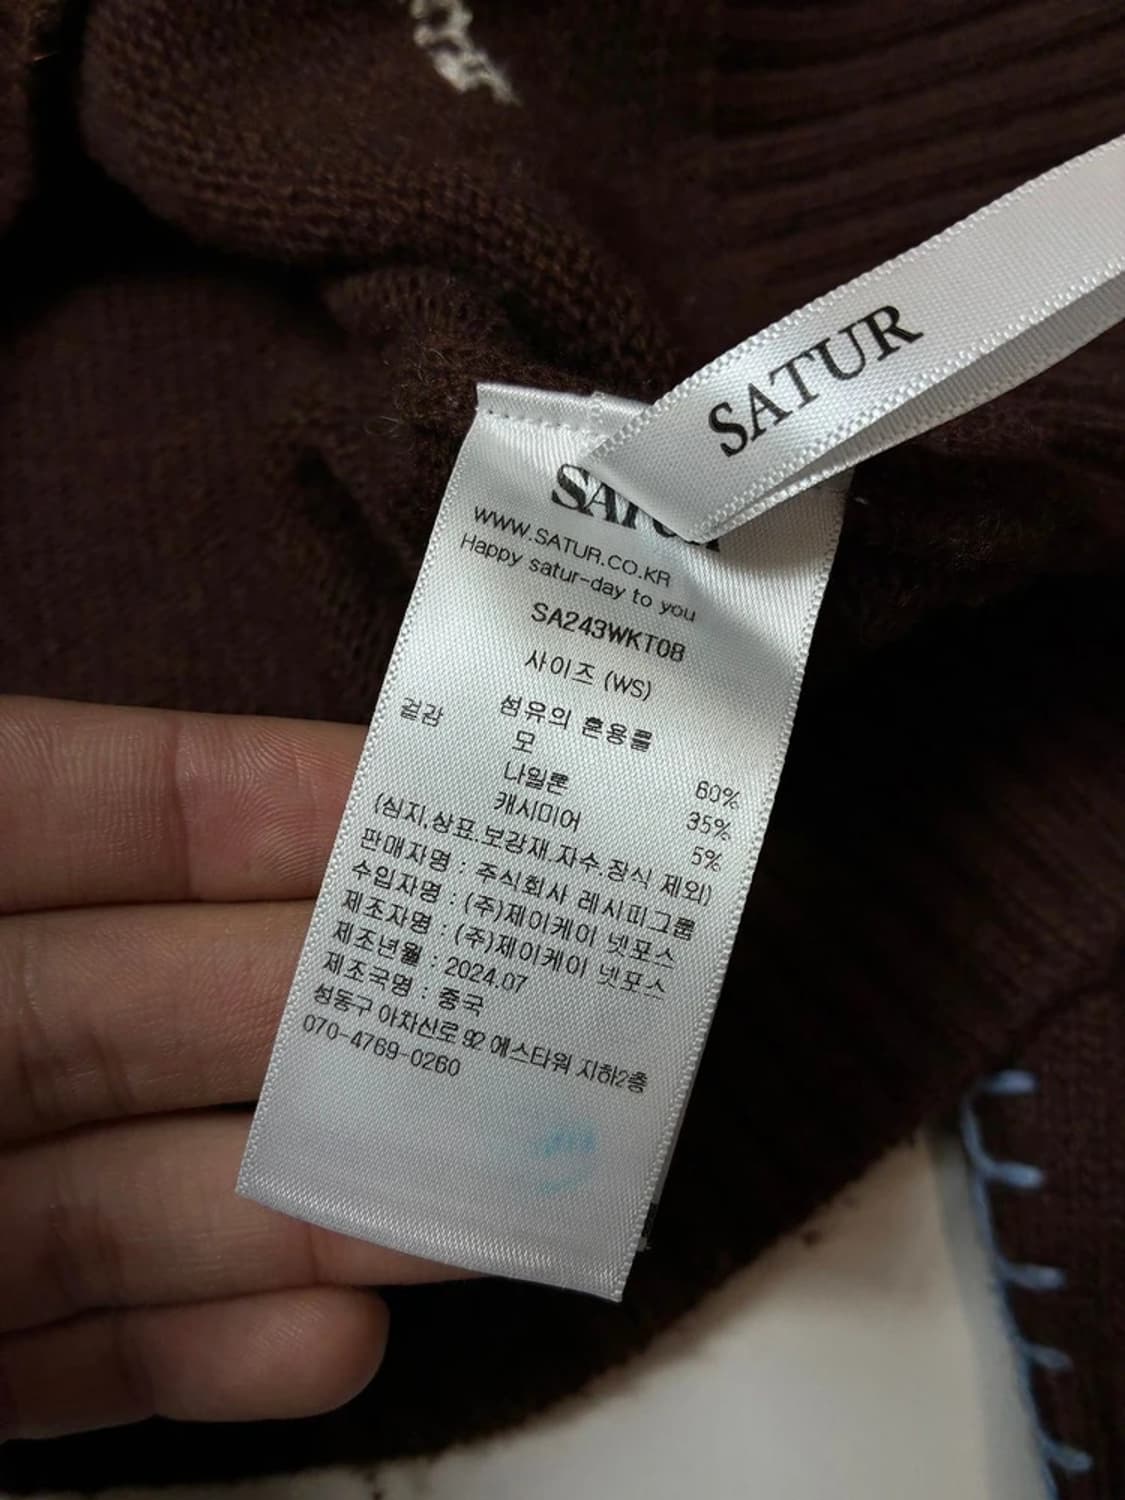 SATUR
SATUR
WWW.SATUR.CO.KR
Happy satur-day to you
SA243WKT08
사이즈 (WS)
섬유의 혼용률
겉감
모 60%
나일론 35%
캐시미어 5%
(심지,상표,보강재,자수,장식 제외)
판매자명 : 주식회사 레시피그룹
수입자명 : (주)제이케이 넷포스
제조자명 : (주)제이케이 넷포스
제조년월 : 2024.07
제조국명 : 중국
성동구 아차산로 92 에스타워 지하2층
070-4769-0260